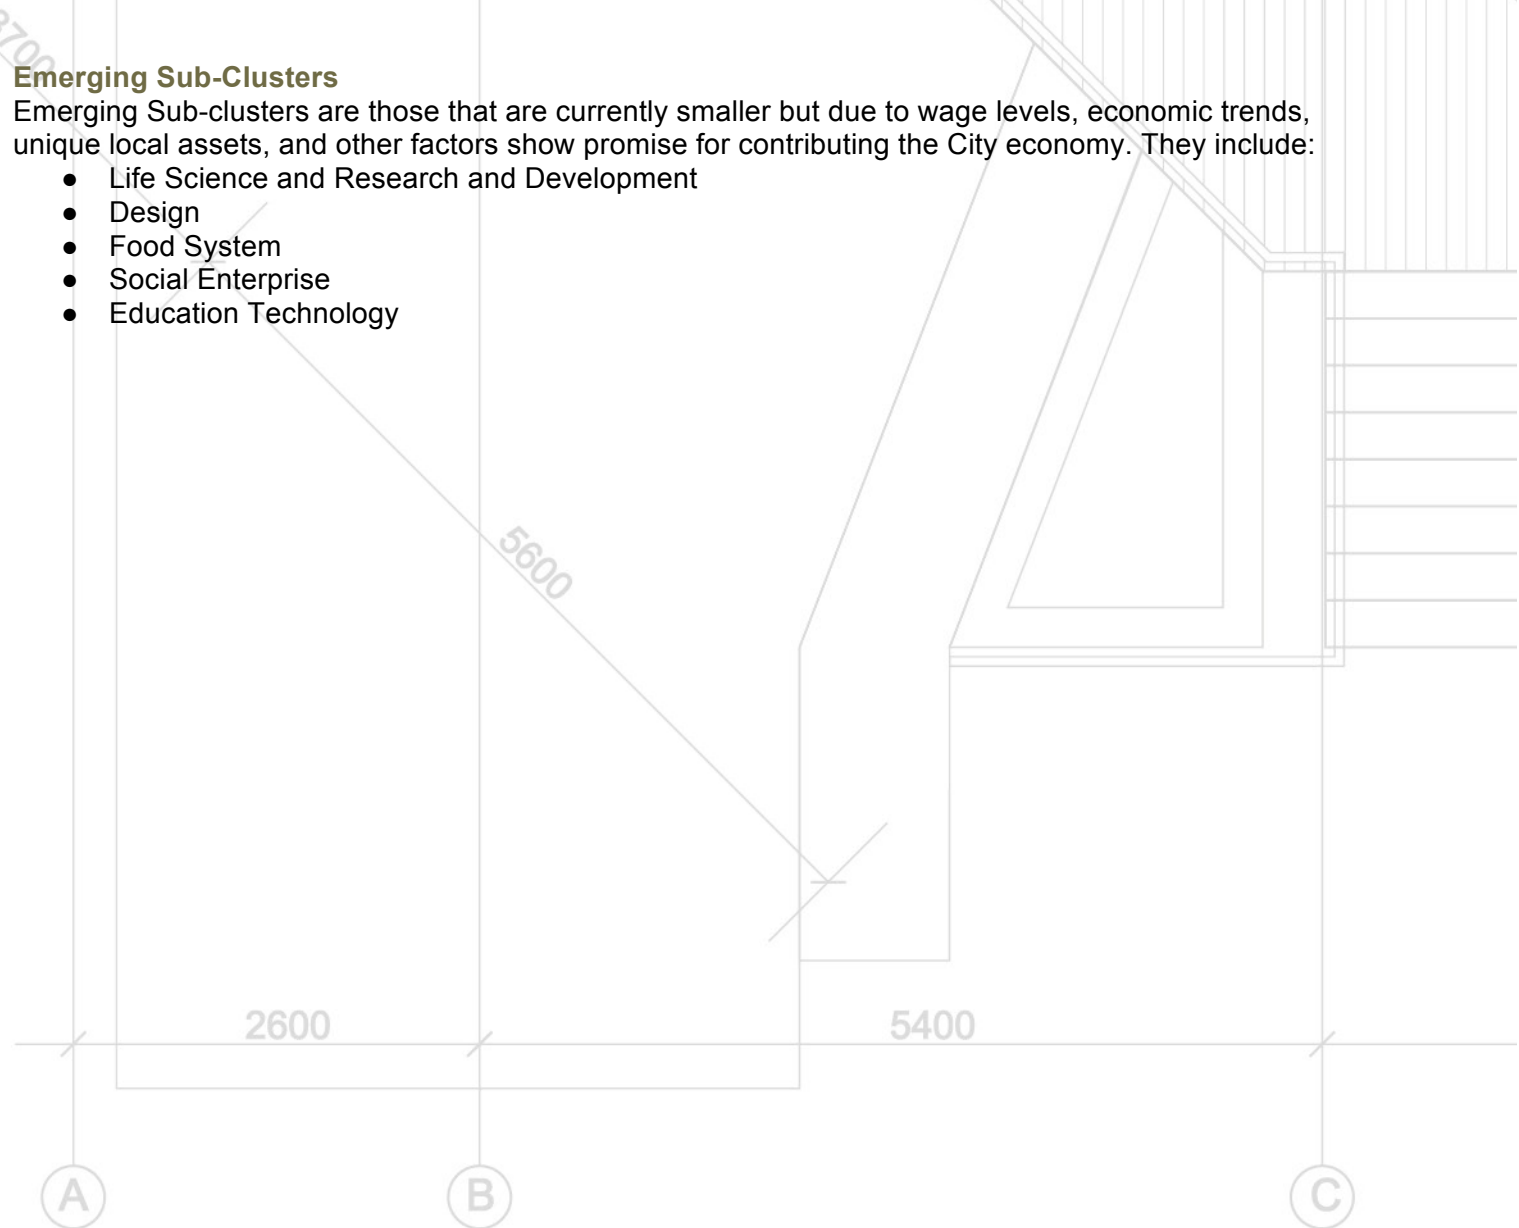 3700
Emerging Sub-Clusters
Emerging Sub-clusters are those that are currently smaller but due to wage levels, economic trends,
unique local assets, and other factors show promise for contributing the City economy. They include:
● Life Science and Research and Development
● Design
● Food System
● Social Enterprise
● Education Technology
5600
2600
5400
A
B
C